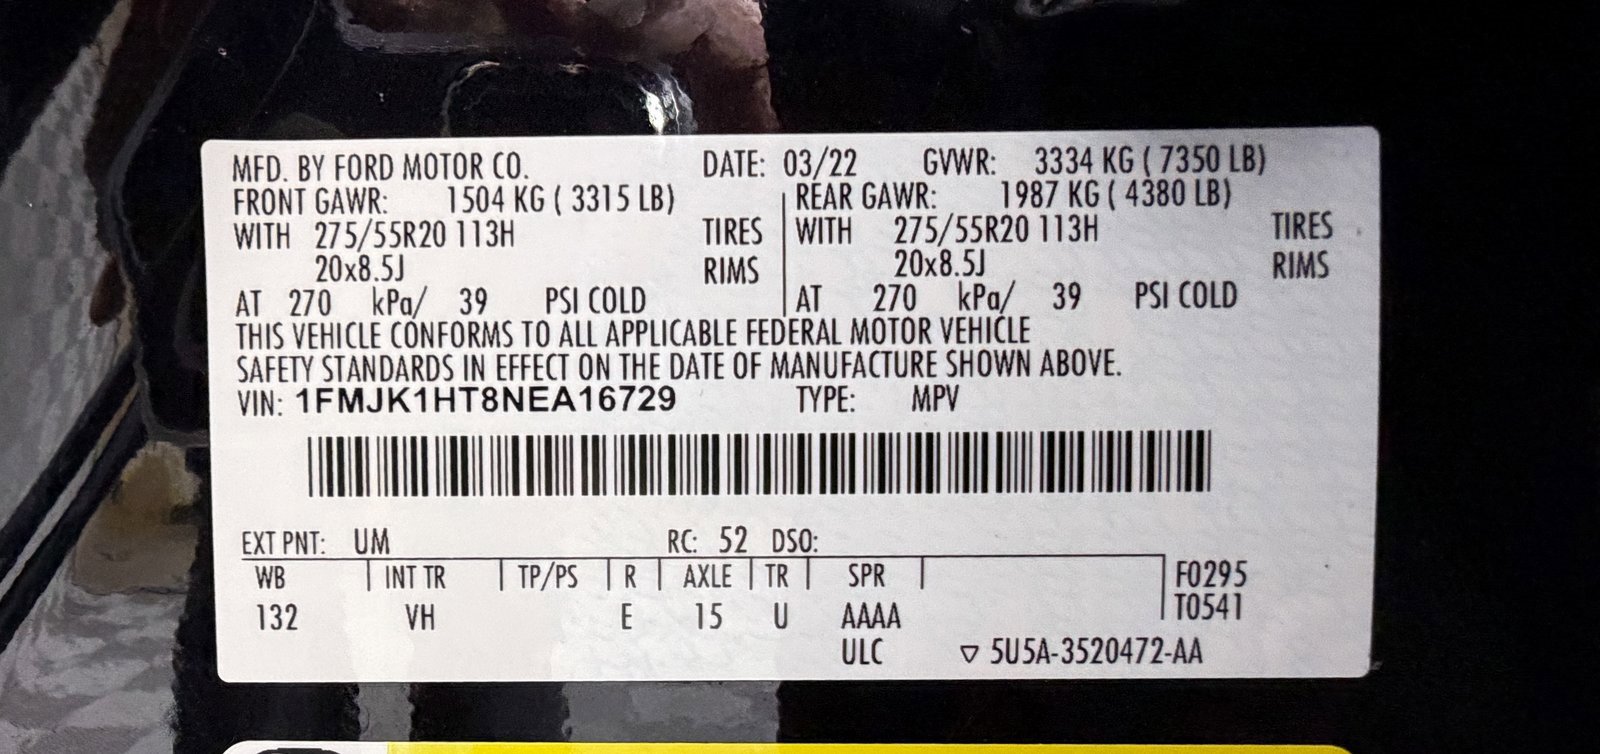 MFD. BY FORD MOTOR CO. DATE: 03/22 GVWR: 3334 KG ( 7350 LB)
FRONT GAWR: 1504 KG ( 3315 LB) REAR GAWR: 1987 KG ( 4380 LB)
WITH 275/55R20 113H TIRES WITH 275/55R20 113H TIRES
20x8.5J RIMS 20x8.5J RIMS
AT 270 kPa/ 39 PSI COLD AT 270 kPa/ 39 PSI COLD
THIS VEHICLE CONFORMS TO ALL APPLICABLE FEDERAL MOTOR VEHICLE
SAFETY STANDARDS IN EFFECT ON THE DATE OF MANUFACTURE SHOWN ABOVE.
VIN: 1FMJK1HT8NEA16729 TYPE: MPV
EXT PNT: UM RC: 52 DSO:
WB INT TR TP/PS R AXLE TR SPR F0295
132 VH E 15 U AAAA T0541
ULC ▽ 5U5A-3520472-AA